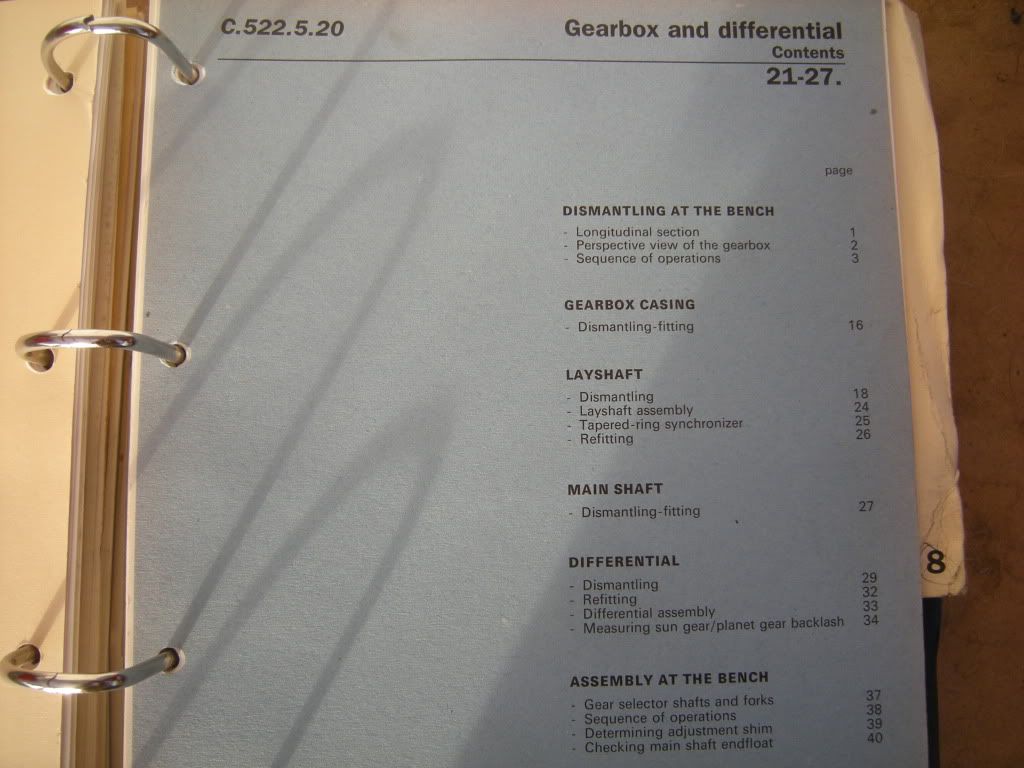 C.522.5.20 Gearbox and differential
Contents
21-27.
page
DISMANTLING AT THE BENCH
- Longitudinal section 1
- Perspective view of the gearbox 2
- Sequence of operations 3
GEARBOX CASING
- Dismantling-fitting 16
LAYSHAFT
- Dismantling 18
- Layshaft assembly 24
- Tapered-ring synchronizer 25
- Refitting 26
MAIN SHAFT
- Dismantling-fitting 27
DIFFERENTIAL
- Dismantling 29
- Refitting 32
- Differential assembly 33
- Measuring sun gear/planet gear backlash 34
ASSEMBLY AT THE BENCH
- Gear selector shafts and forks 37
- Sequence of operations 38
- Determining adjustment shim 39
- Checking main shaft endfloat 40
8